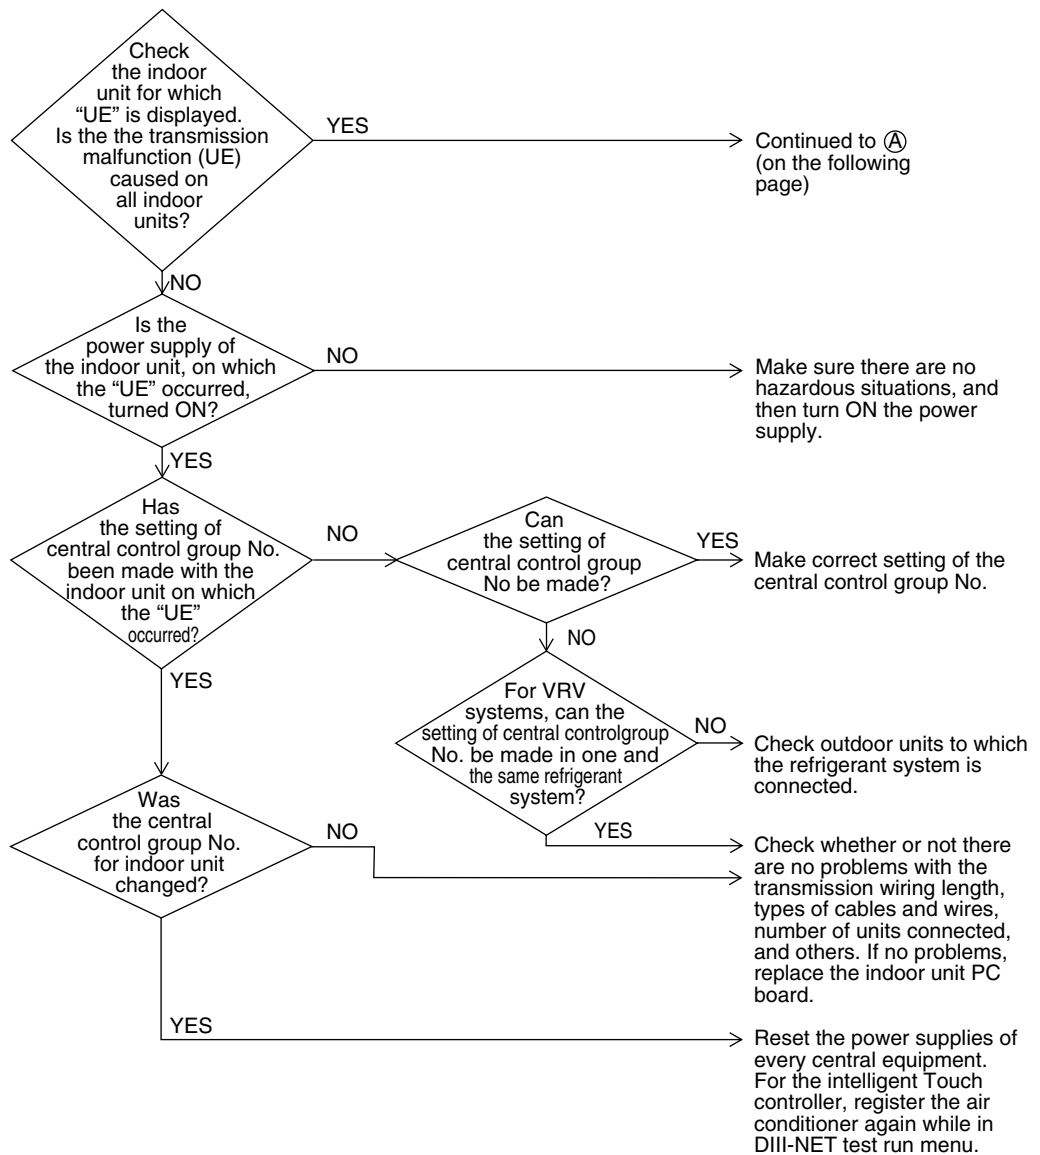 Check
the indoor
unit for which
“UE” is displayed.
Is the the transmission
malfunction (UE)
caused on
all indoor
units?
YES
Continued to Ⓐ
(on the following
page)
NO
Is the
power supply of
the indoor unit, on which
the “UE” occurred,
turned ON?
NO
Make sure there are no
hazardous situations, and
then turn ON the power
supply.
YES
Has
the setting of
central control group No.
been made with the
indoor unit on which
the “UE”
occurred?
NO
Can
the setting of
central control group
No be made?
YES
Make correct setting of the
central control group No.
NO
YES
For VRV
systems, can the
setting of central controlgroup
No. be made in one and
the same refrigerant
system?
NO
Check outdoor units to which
the refrigerant system is
connected.
YES
Was
the central
control group No.
for indoor unit
changed?
NO
Check whether or not there
are no problems with the
transmission wiring length,
types of cables and wires,
number of units connected,
and others. If no problems,
replace the indoor unit PC
board.
YES
Reset the power supplies of
every central equipment.
For the intelligent Touch
controller, register the air
conditioner again while in
DIII-NET test run menu.